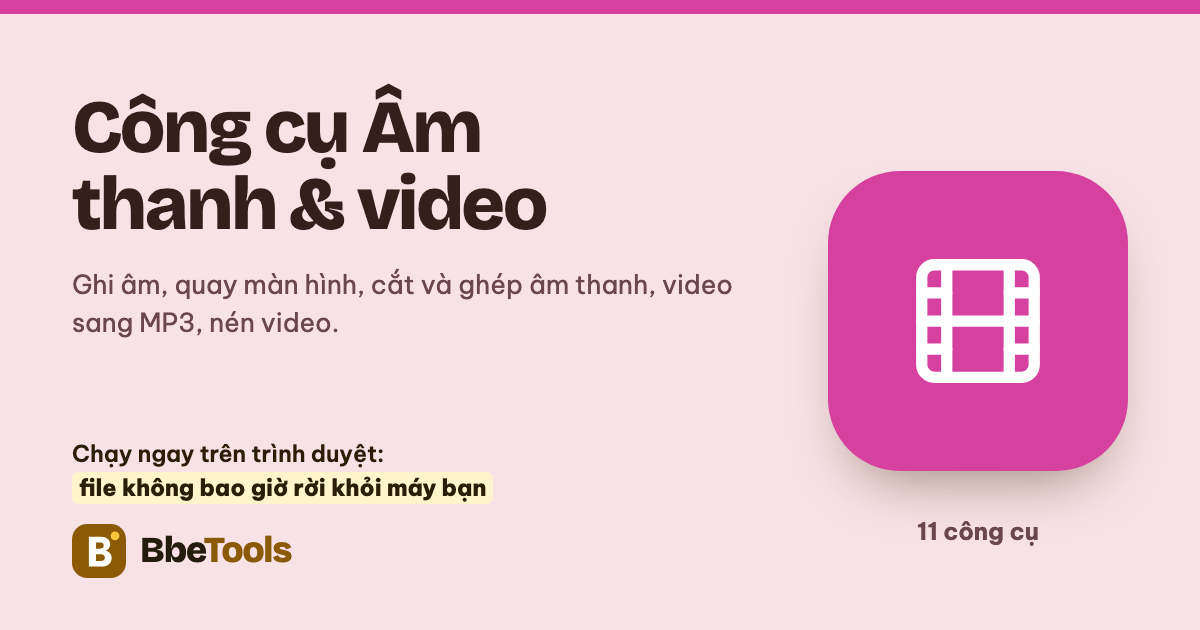 Công cụ Âm
thanh & video
Ghi âm, quay màn hình, cắt và ghép âm thanh, video
sang MP3, nén video.
Chạy ngay trên trình duyệt:
file không bao giờ rời khỏi máy bạn
B BbeTools
11 công cụ